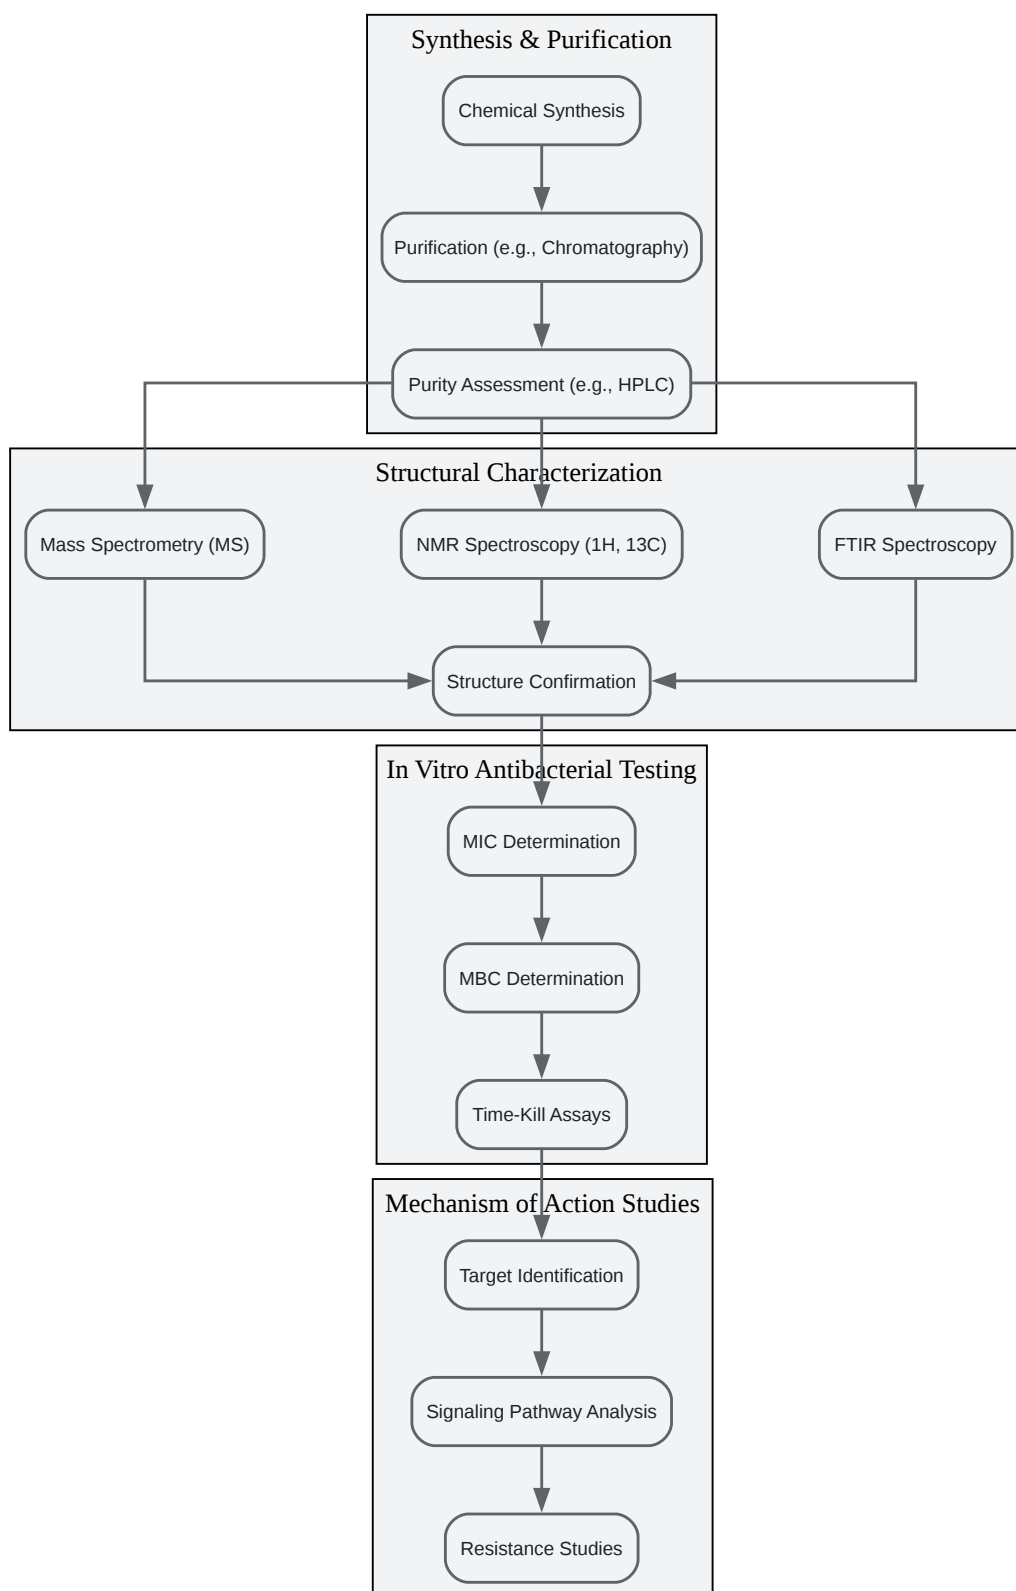 Synthesis & Purification
Chemical Synthesis
Purification (e.g., Chromatography)
Purity Assessment (e.g., HPLC)
Structural Characterization
Mass Spectrometry (MS)
NMR Spectroscopy (1H, 13C)
FTIR Spectroscopy
Structure Confirmation
In Vitro Antibacterial Testing
MIC Determination
MBC Determination
Time-Kill Assays
Mechanism of Action Studies
Target Identification
Signaling Pathway Analysis
Resistance Studies